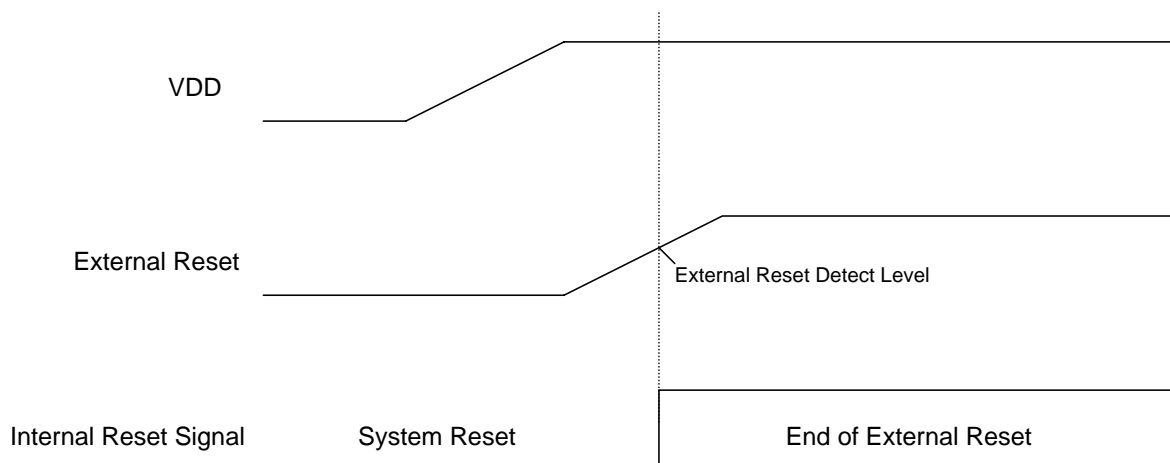 VDD
External Reset
External Reset Detect Level
Internal Reset Signal
System Reset
End of External Reset